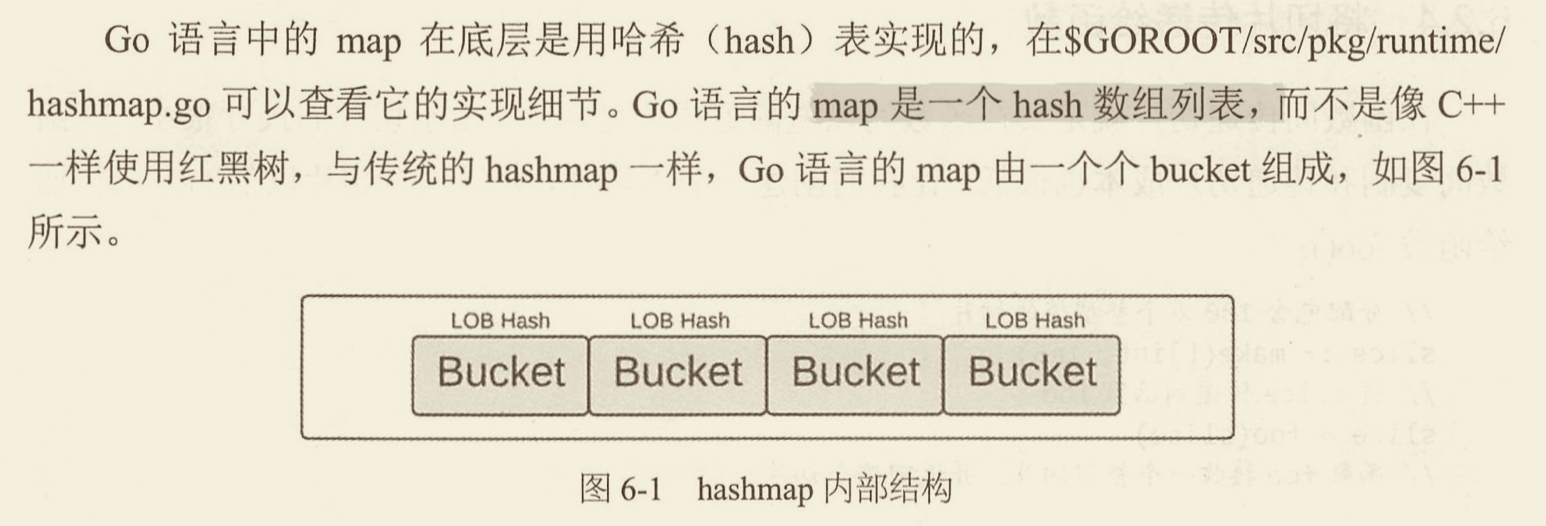 Go 语言中的 map 在底层是用哈希（hash）表实现的，在$GOROOT/src/pkg/runtime/
hashmap.go 可以查看它的实现细节。Go 语言的 map 是一个 hash 数组列表，而不是像 C++
一样使用红黑树，与传统的 hashmap 一样，Go 语言的 map 由一个个 bucket 组成，如图 6-1
所示。
LOB Hash LOB Hash LOB Hash LOB Hash
Bucket Bucket Bucket Bucket
图 6-1 hashmap 内部结构